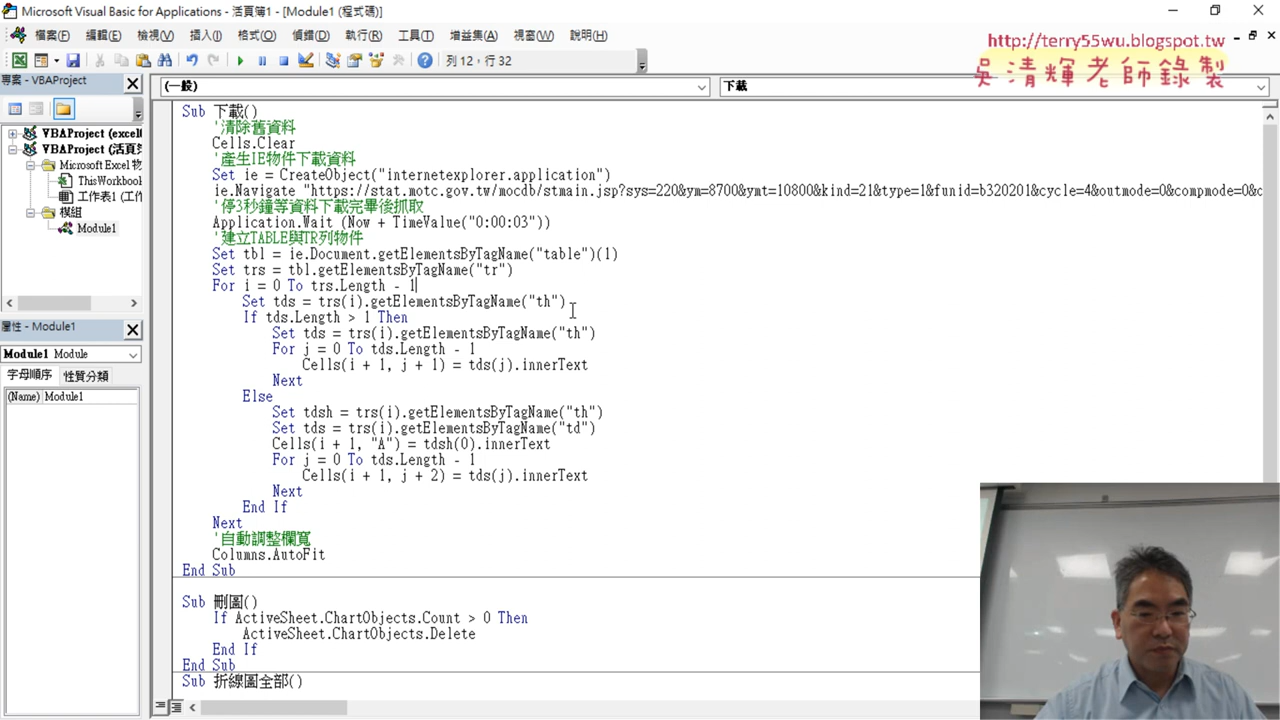 Microsoft Visual Basic for Applications - 活頁簿1 - [Module1 (程式碼)]
檔案(F) 編輯(E) 檢視(V) 插入(I) 格式(O) 偵錯(D) 執行(R) 工具(T) 增益集(A) 視窗(W) 說明(H)
http://terry55wu.blogspot.tw
吳清輝老師錄製
列 12，行 32
專案 - VBAProject
(一般)
下載
VBAProject (excel
VBAProject (活頁簿1
Microsoft Excel 物
ThisWorkbook
工作表1 (工作
模組
Module1
屬性 - Module1
Module1 Module
字母順序 性質分類
(Name) Module1
Sub 下載()
'清除舊資料
Cells.Clear
'產生IE物件下載資料
Set ie = CreateObject("internetexplorer.application")
ie.Navigate "https://stat.motc.gov.tw/mocdb/stmain.jsp?sys=220&ym=8700&ymt=10800&kind=21&type=1&funid=b320201&cycle=4&outmode=0&compmode=0&c
'停3秒鐘等資料下載完畢後抓取
Application.Wait (Now + TimeValue("0:00:03"))
'建立TABLE與TR列物件
Set tbl = ie.Document.getElementsByTagName("table")(1)
Set trs = tbl.getElementsByTagName("tr")
For i = 0 To trs.Length - 1
Set tds = trs(i).getElementsByTagName("th")
If tds.Length > 1 Then
Set tds = trs(i).getElementsByTagName("th")
For j = 0 To tds.Length - 1
Cells(i + 1, j + 1) = tds(j).innerText
Next
Else
Set tdsh = trs(i).getElementsByTagName("th")
Set tds = trs(i).getElementsByTagName("td")
Cells(i + 1, "A") = tdsh(0).innerText
For j = 0 To tds.Length - 1
Cells(i + 1, j + 2) = tds(j).innerText
Next
End If
Next
'自動調整欄寬
Columns.AutoFit
End Sub
Sub 刪圖()
If ActiveSheet.ChartObjects.Count > 0 Then
ActiveSheet.ChartObjects.Delete
End If
End Sub
Sub 折線圖全部()